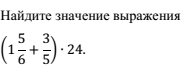 Найдите значение выражения
(1 5/6 + 3/5) · 24.